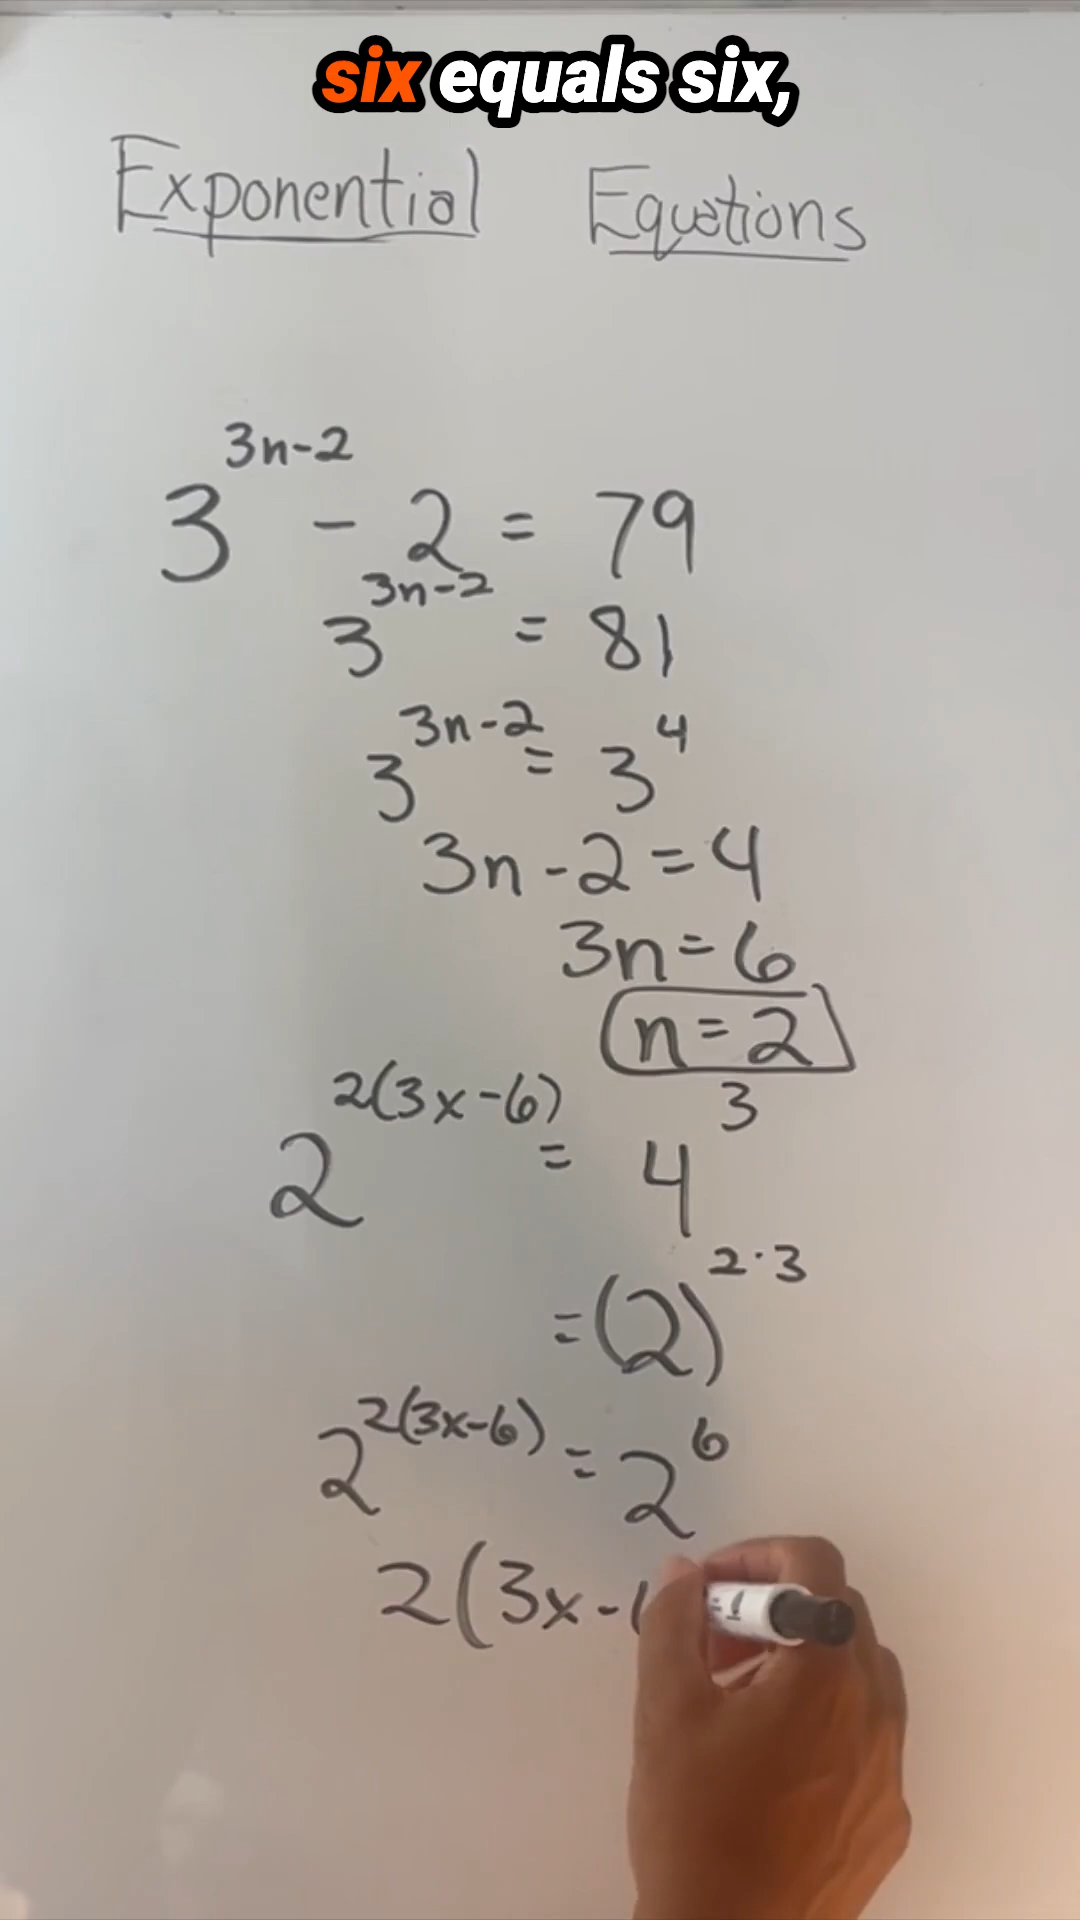 six equals six,
Exponential Equations
3^{3n-2} - 2 = 79
3^{3n-2} = 81
3^{3n-2} = 3^4
3n-2=4
3n=6
n=2
2^{2(3x-6)} = 4^3
=(2)^{2·3}
2^{2(3x-6)} = 2^6
2(3x-